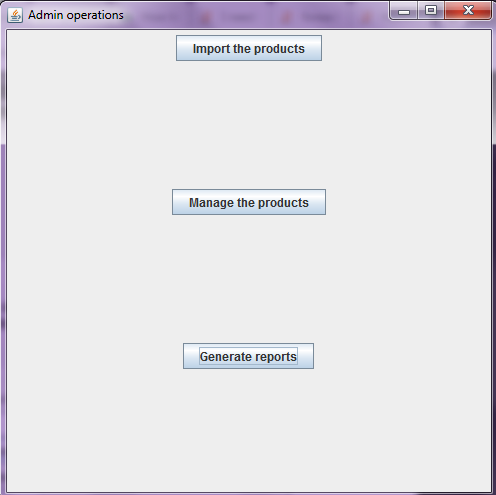 Admin operations
Import the products
Manage the products
Generate reports